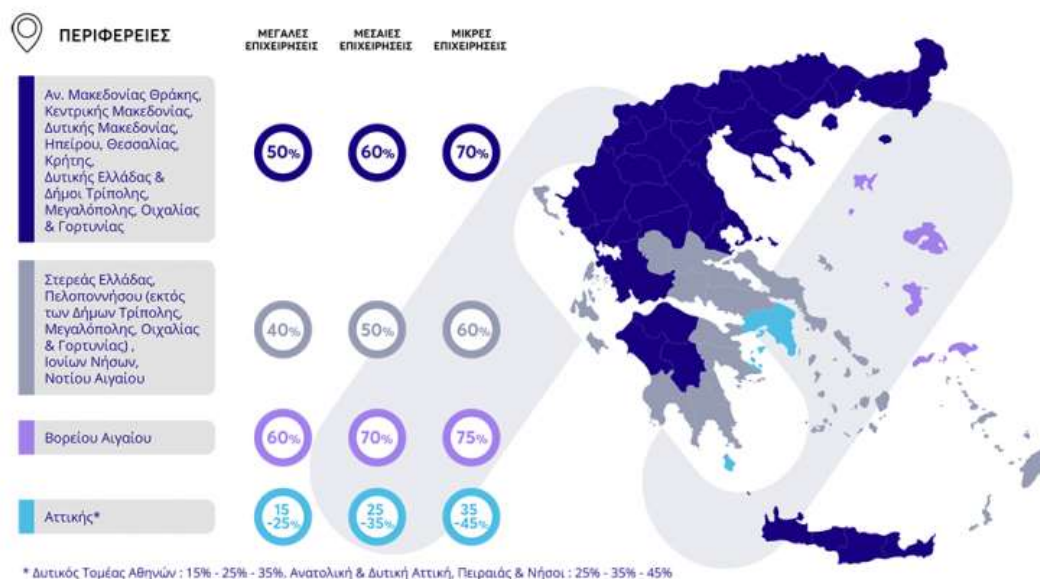 ΠΕΡΙΦΕΡΕΙΕΣ
ΜΕΓΑΛΕΣ
ΕΠΙΧΕΙΡΗΣΕΙΣ
ΜΕΣΑΙΕΣ
ΕΠΙΧΕΙΡΗΣΕΙΣ
ΜΙΚΡΕΣ
ΕΠΙΧΕΙΡΗΣΕΙΣ
Αν. Μακεδονίας Θράκης,
Κεντρικής Μακεδονίας,
Δυτικής Μακεδονίας,
Ηπείρου, Θεσσαλίας,
Κρήτης,
Δυτικής Ελλάδας &
Δήμοι Τρίπολης,
Μεγαλόπολης, Οιχαλίας
& Γορτυνίας
50%
60%
70%
Στερεάς Ελλάδας,
Πελοποννήσου (εκτός
των Δήμων Τρίπολης,
Μεγαλόπολης, Οιχαλίας
& Γορτυνίας) ,
Ιονίων Νήσων,
Νοτίου Αιγαίου
40%
50%
60%
Βορείου Αιγαίου
60%
70%
75%
Αττικής*
15
-25%
25
-35%
35
-45%
* Δυτικός Τομέας Αθηνών : 15% - 25% - 35%. Ανατολική & Δυτική Αττική, Πειραιάς & Νήσοι : 25% - 35% - 45%